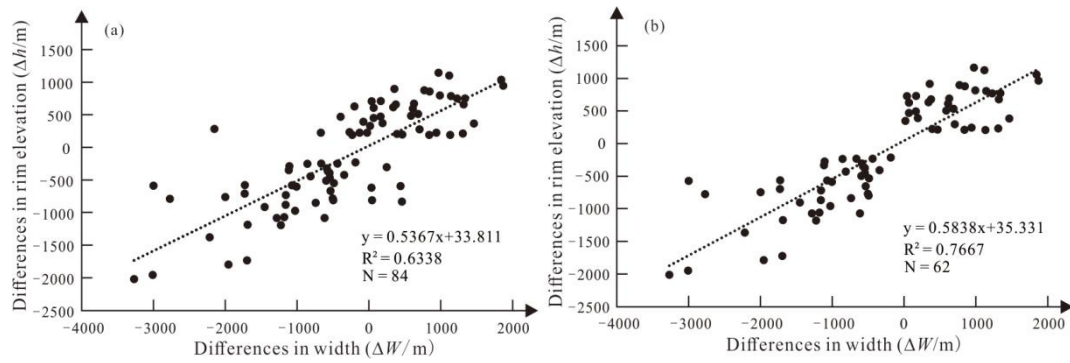 (a)
Differences in rim elevation (Δh/m)
1500
1000
500
0
−500
−1000
−1500
−2000
−2500
y = 0.5367x+33.811
R² = 0.6338
N = 84
−4000 −3000 −2000 −1000 0 1000 2000
Differences in width (ΔW/m)
(b)
Differences in rim elevation (Δh/m)
1500
1000
500
0
−500
−1000
−1500
−2000
−2500
y = 0.5838x+35.331
R² = 0.7667
N = 62
−4000 −3000 −2000 −1000 0 1000 2000
Differences in width (ΔW/m)